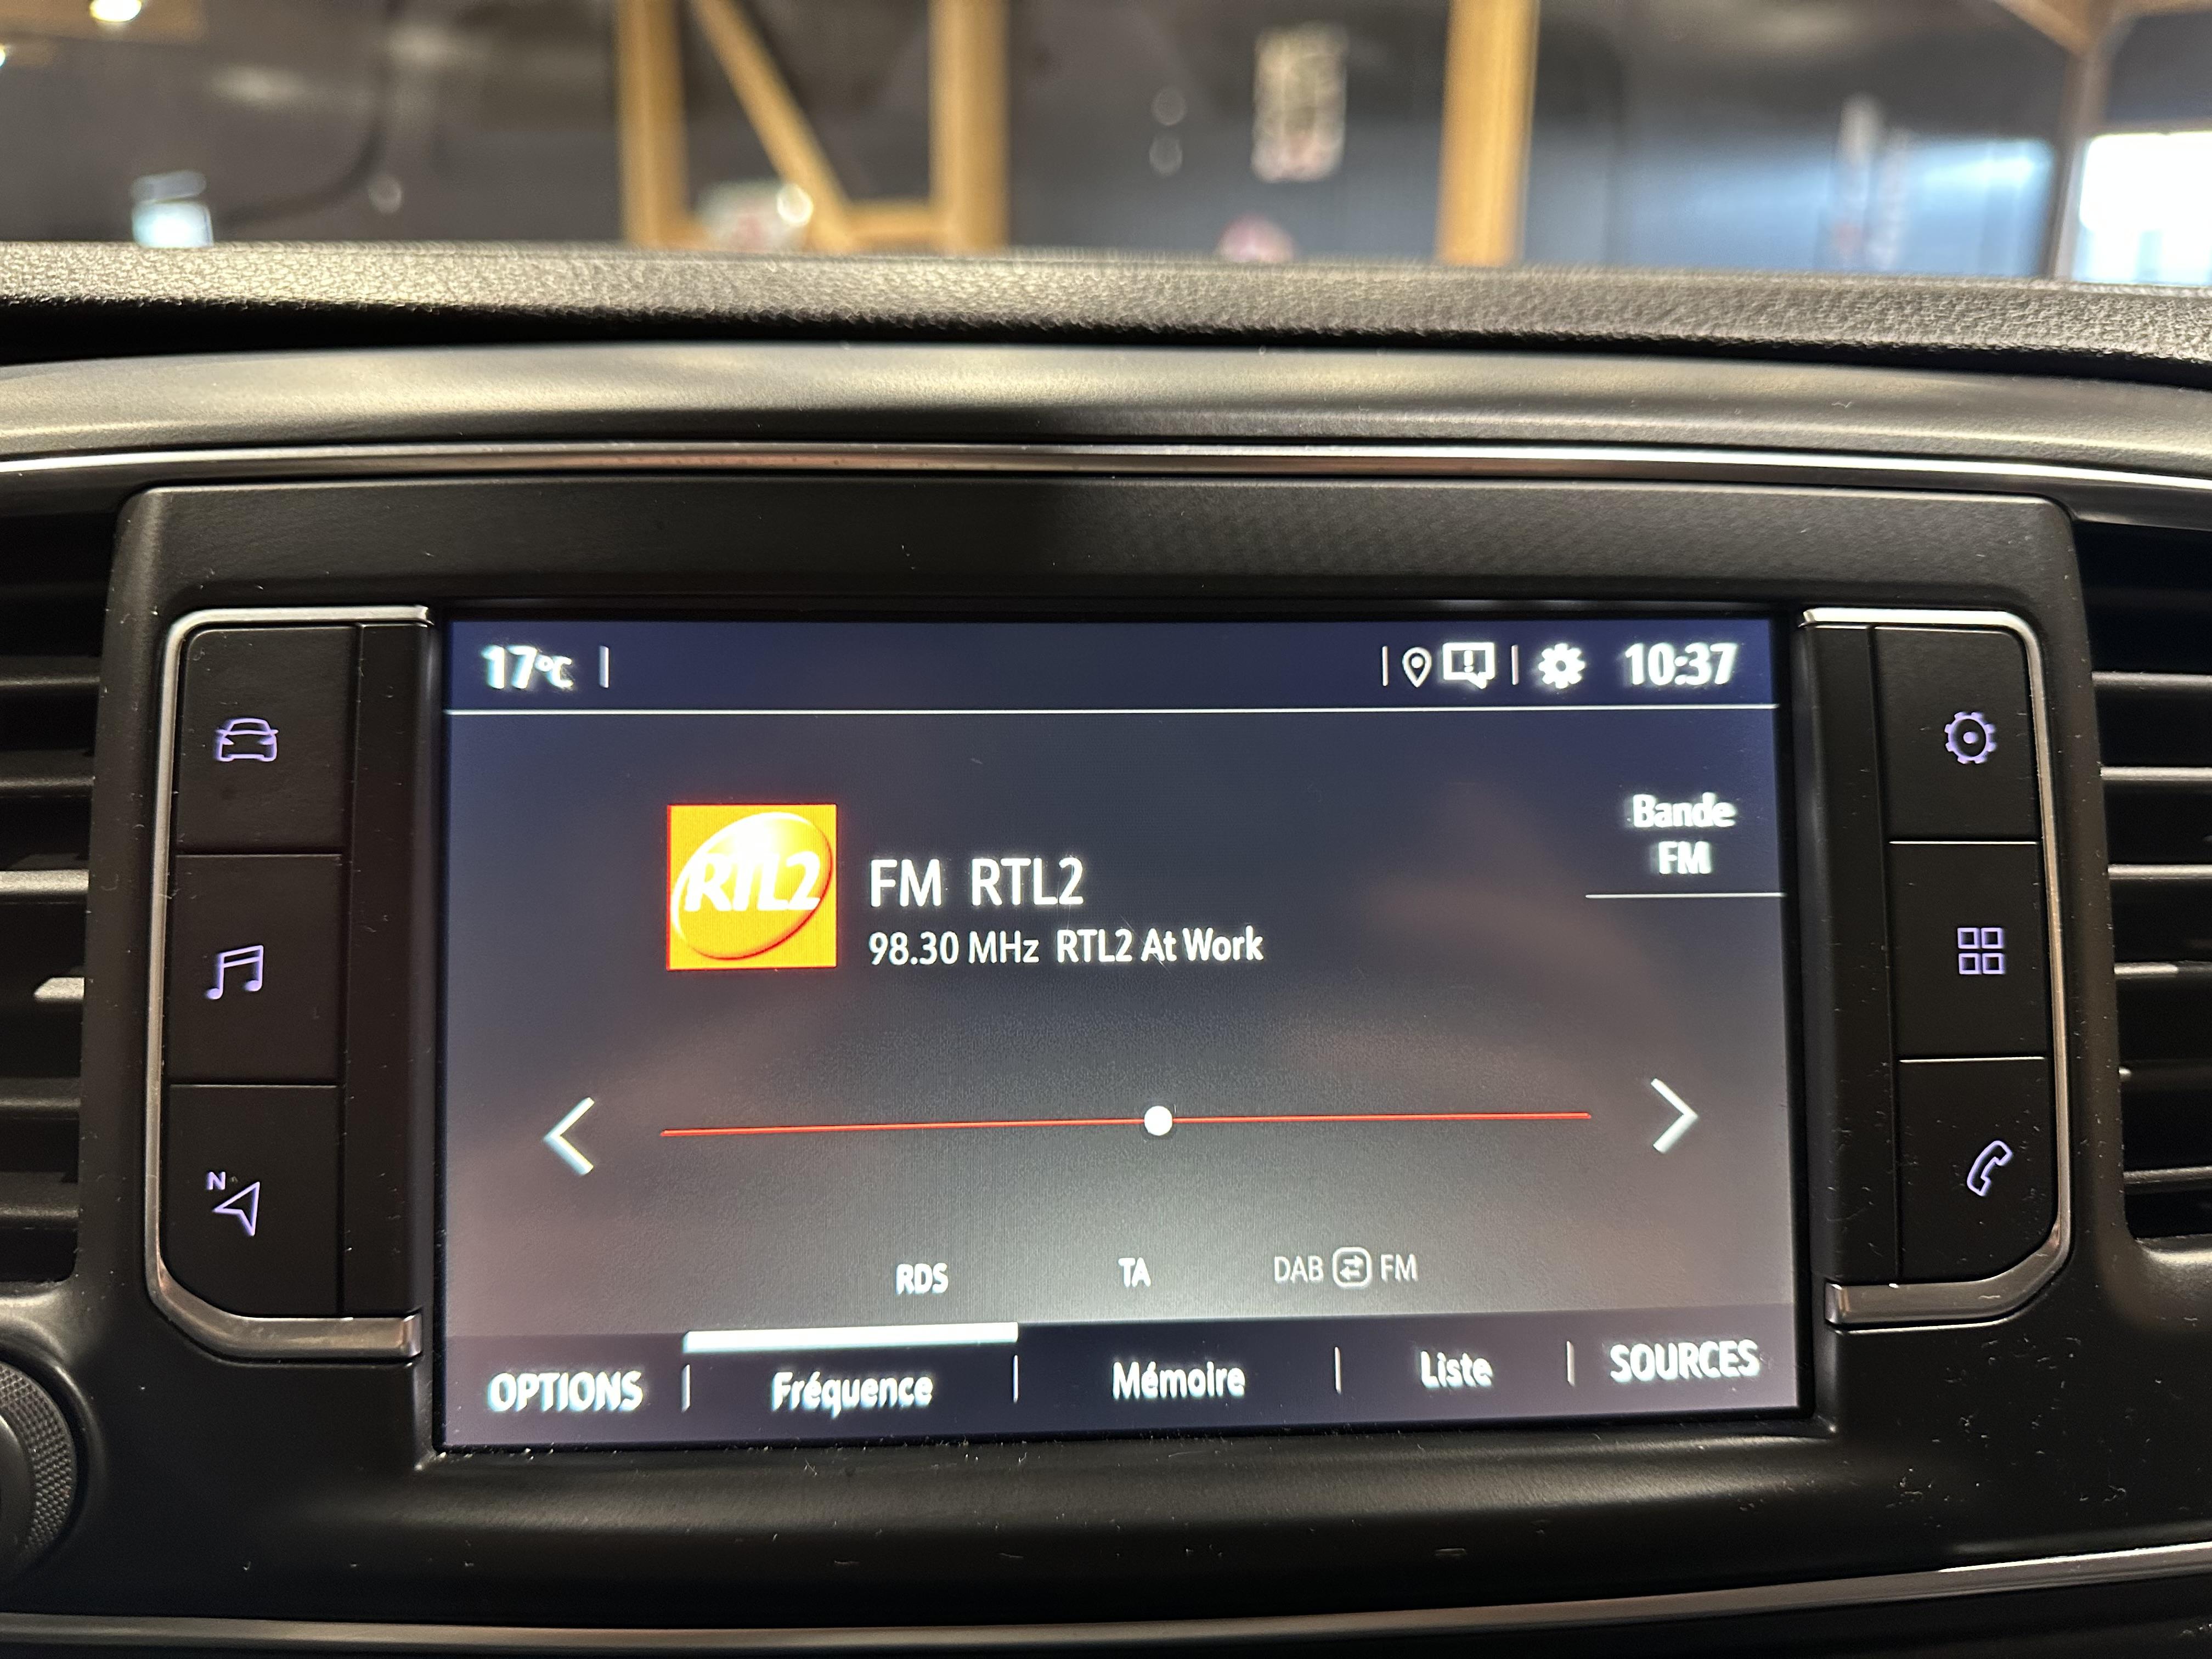 17°C
10:37
Bande
FM
RTL2
FM RTL2
98.30 MHz RTL2 At Work
N
RDS TA DAB FM
OPTIONS Fréquence Mémoire Liste SOURCES